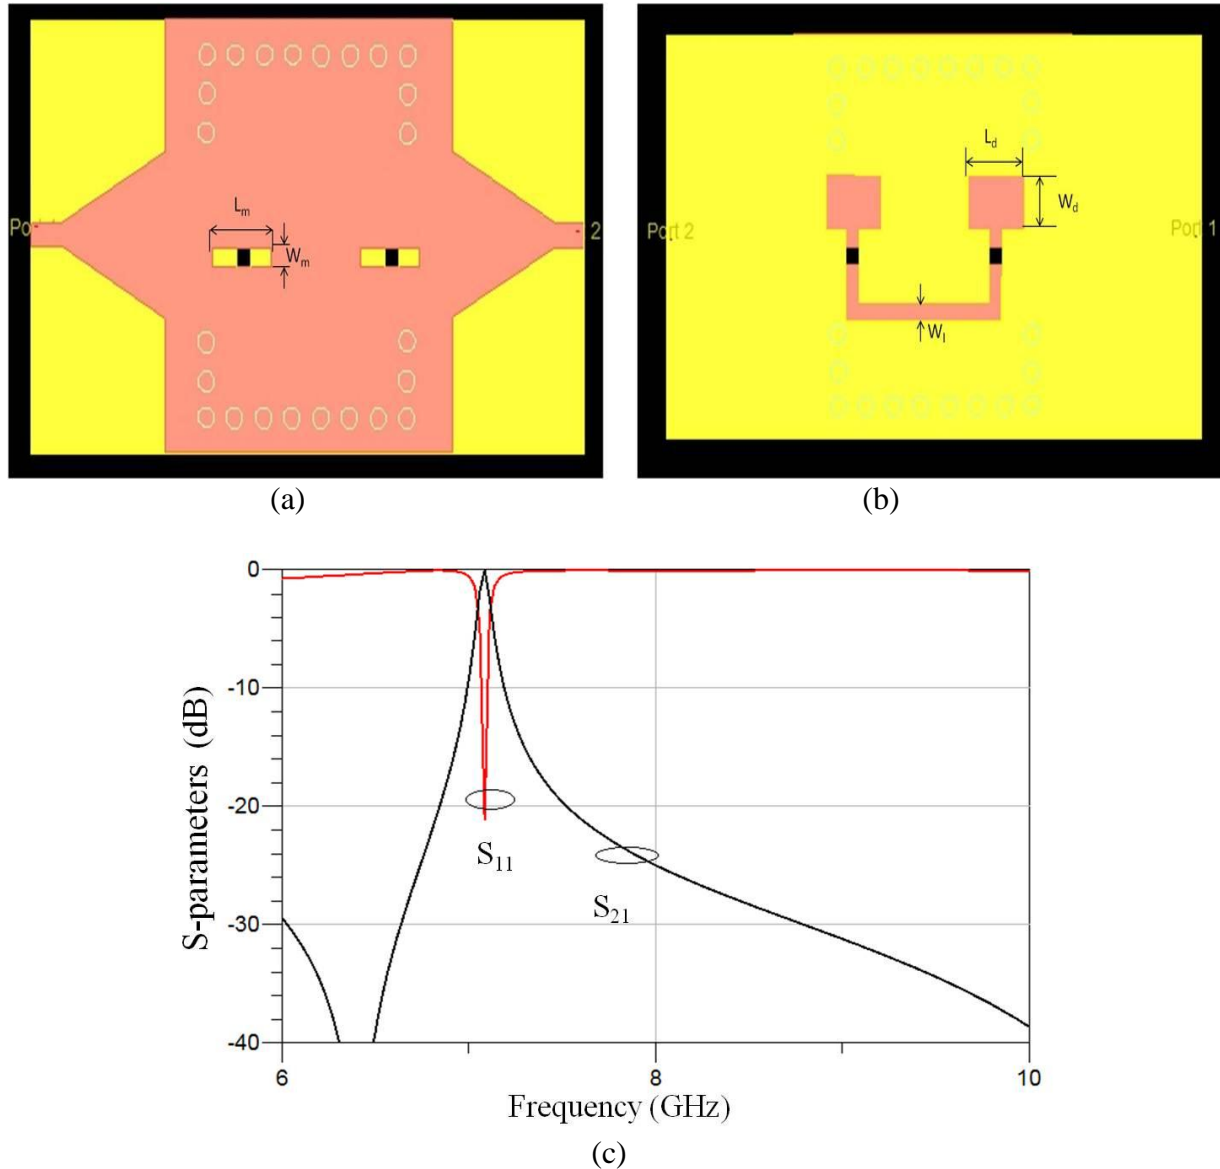 Port
2
Lm
Wm
(a)
Port 2
Port 1
Ld
Wd
Wl
(b)
S-parameters (dB)
0
-10
-20
-30
-40
S11
S21
6
8
10
Frequency (GHz)
(c)